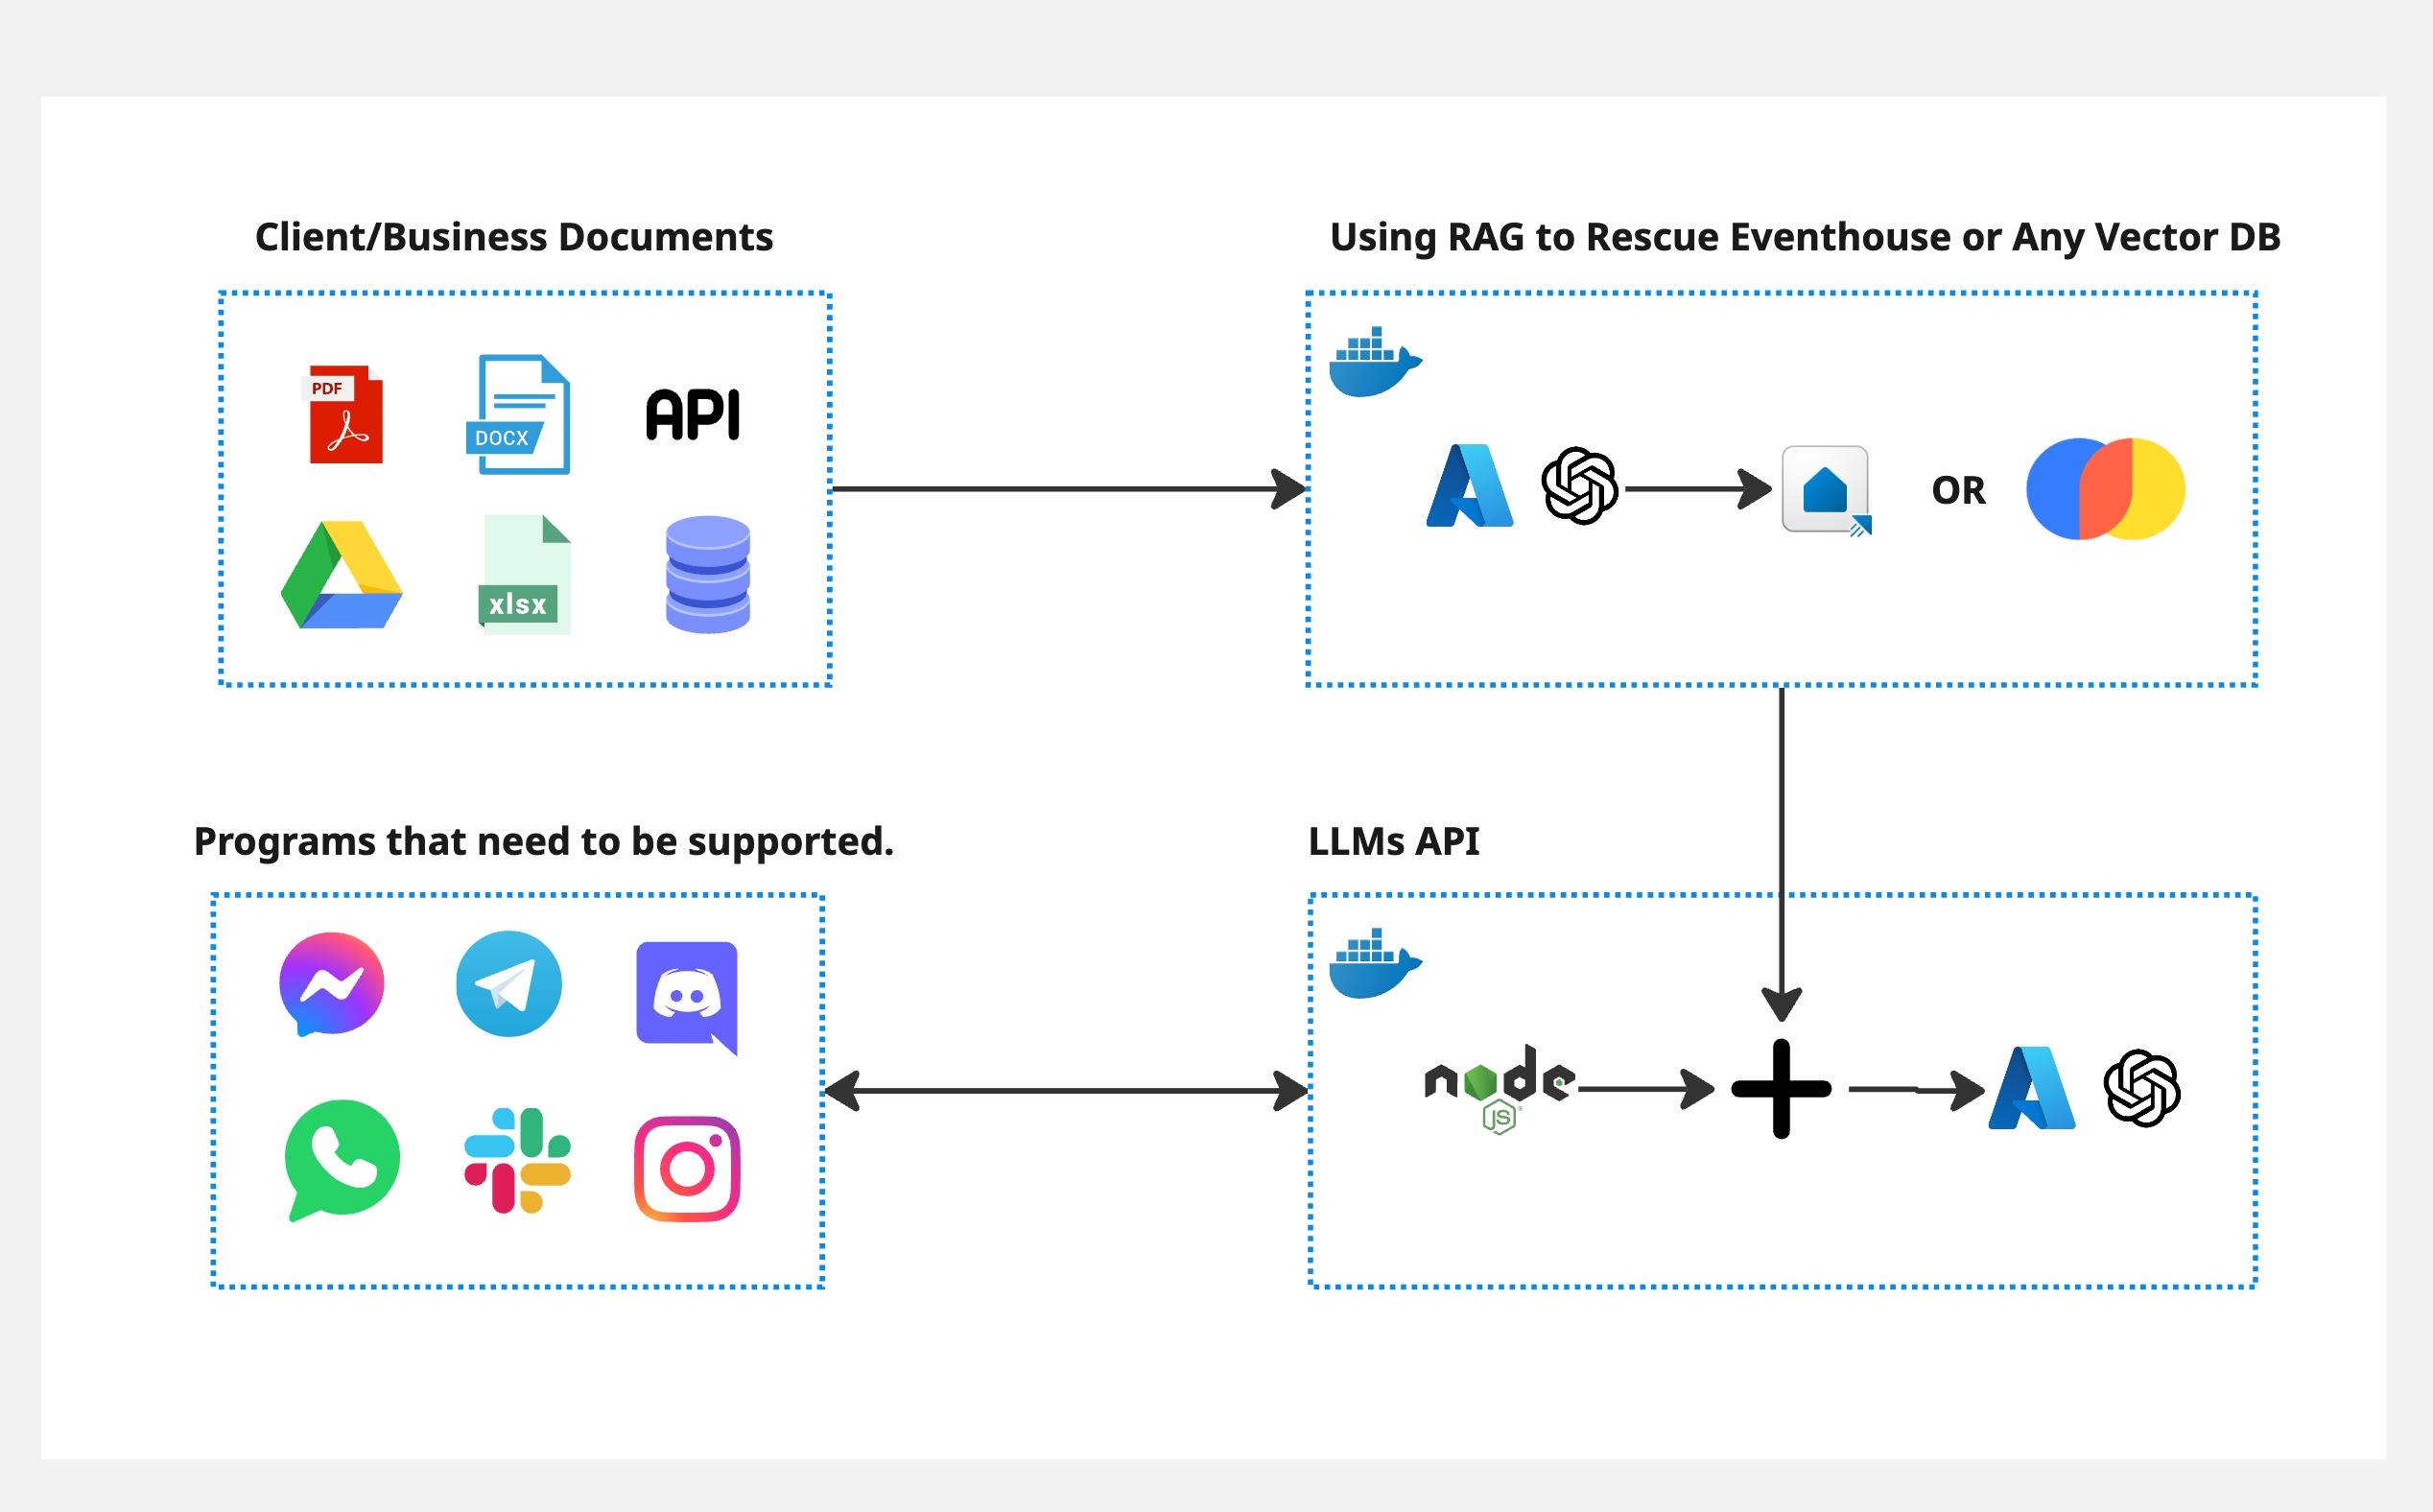 Client/Business Documents
Using RAG to Rescue Eventhouse or Any Vector DB
PDF
DOCX
API
xlsx
OR
Programs that need to be supported.
LLMs API
node
JS